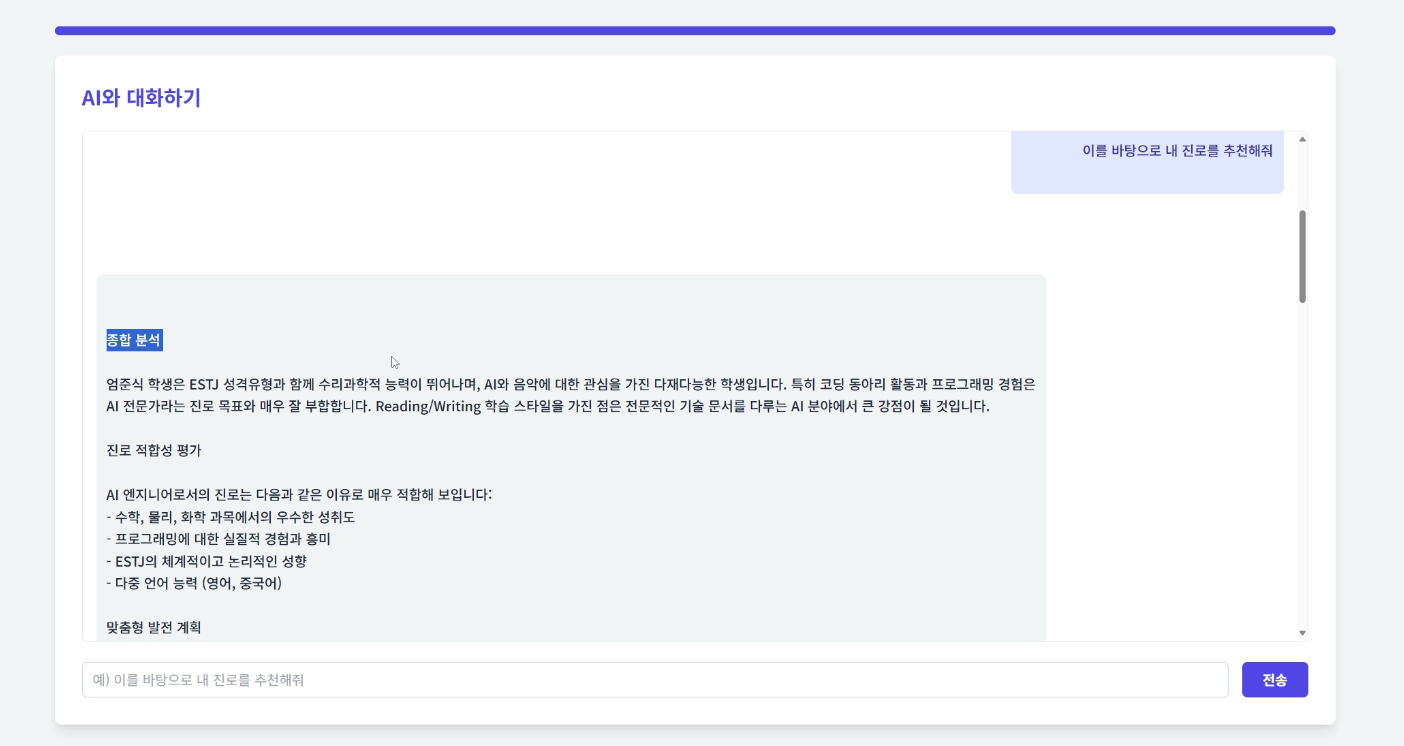 AI와 대화하기
이를 바탕으로 내 진로를 추천해줘
종합 분석
엄준식 학생은 ESTJ 성격유형과 함께 수리과학적 능력이 뛰어나며, AI와 음악에 대한 관심을 가진 다재다능한 학생입니다. 특히 코딩 동아리 활동과 프로그래밍 경험은
AI 전문가라는 진로 목표와 매우 잘 부합합니다. Reading/Writing 학습 스타일을 가진 점은 전문적인 기술 문서를 다루는 AI 분야에서 큰 강점이 될 것입니다.
진로 적합성 평가
AI 엔지니어로서의 진로는 다음과 같은 이유로 매우 적합해 보입니다:
- 수학, 물리, 화학 과목에서의 우수한 성취도
- 프로그래밍에 대한 실질적 경험과 흥미
- ESTJ의 체계적이고 논리적인 성향
- 다중 언어 능력 (영어, 중국어)
맞춤형 발전 계획
예) 이를 바탕으로 내 진로를 추천해줘
전송